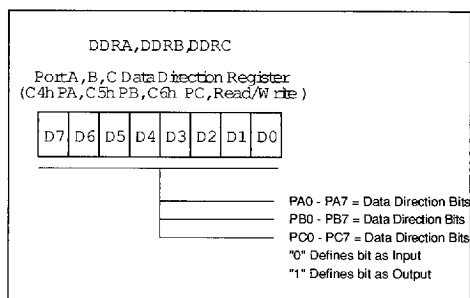 DDRA,DDRB,DDRC
PortA,B,C Data Direction Register
(C4h PA,C5h PB,C6h PC,Read/Write)
D7 D6 D5 D4 D3 D2 D1 D0
PA0 - PA7 = Data Direction Bits
PB0 - PB7 = Data Direction Bits
PC0 - PC7 = Data Direction Bits
"0" Defines bit as Input
"1" Defines bit as Output